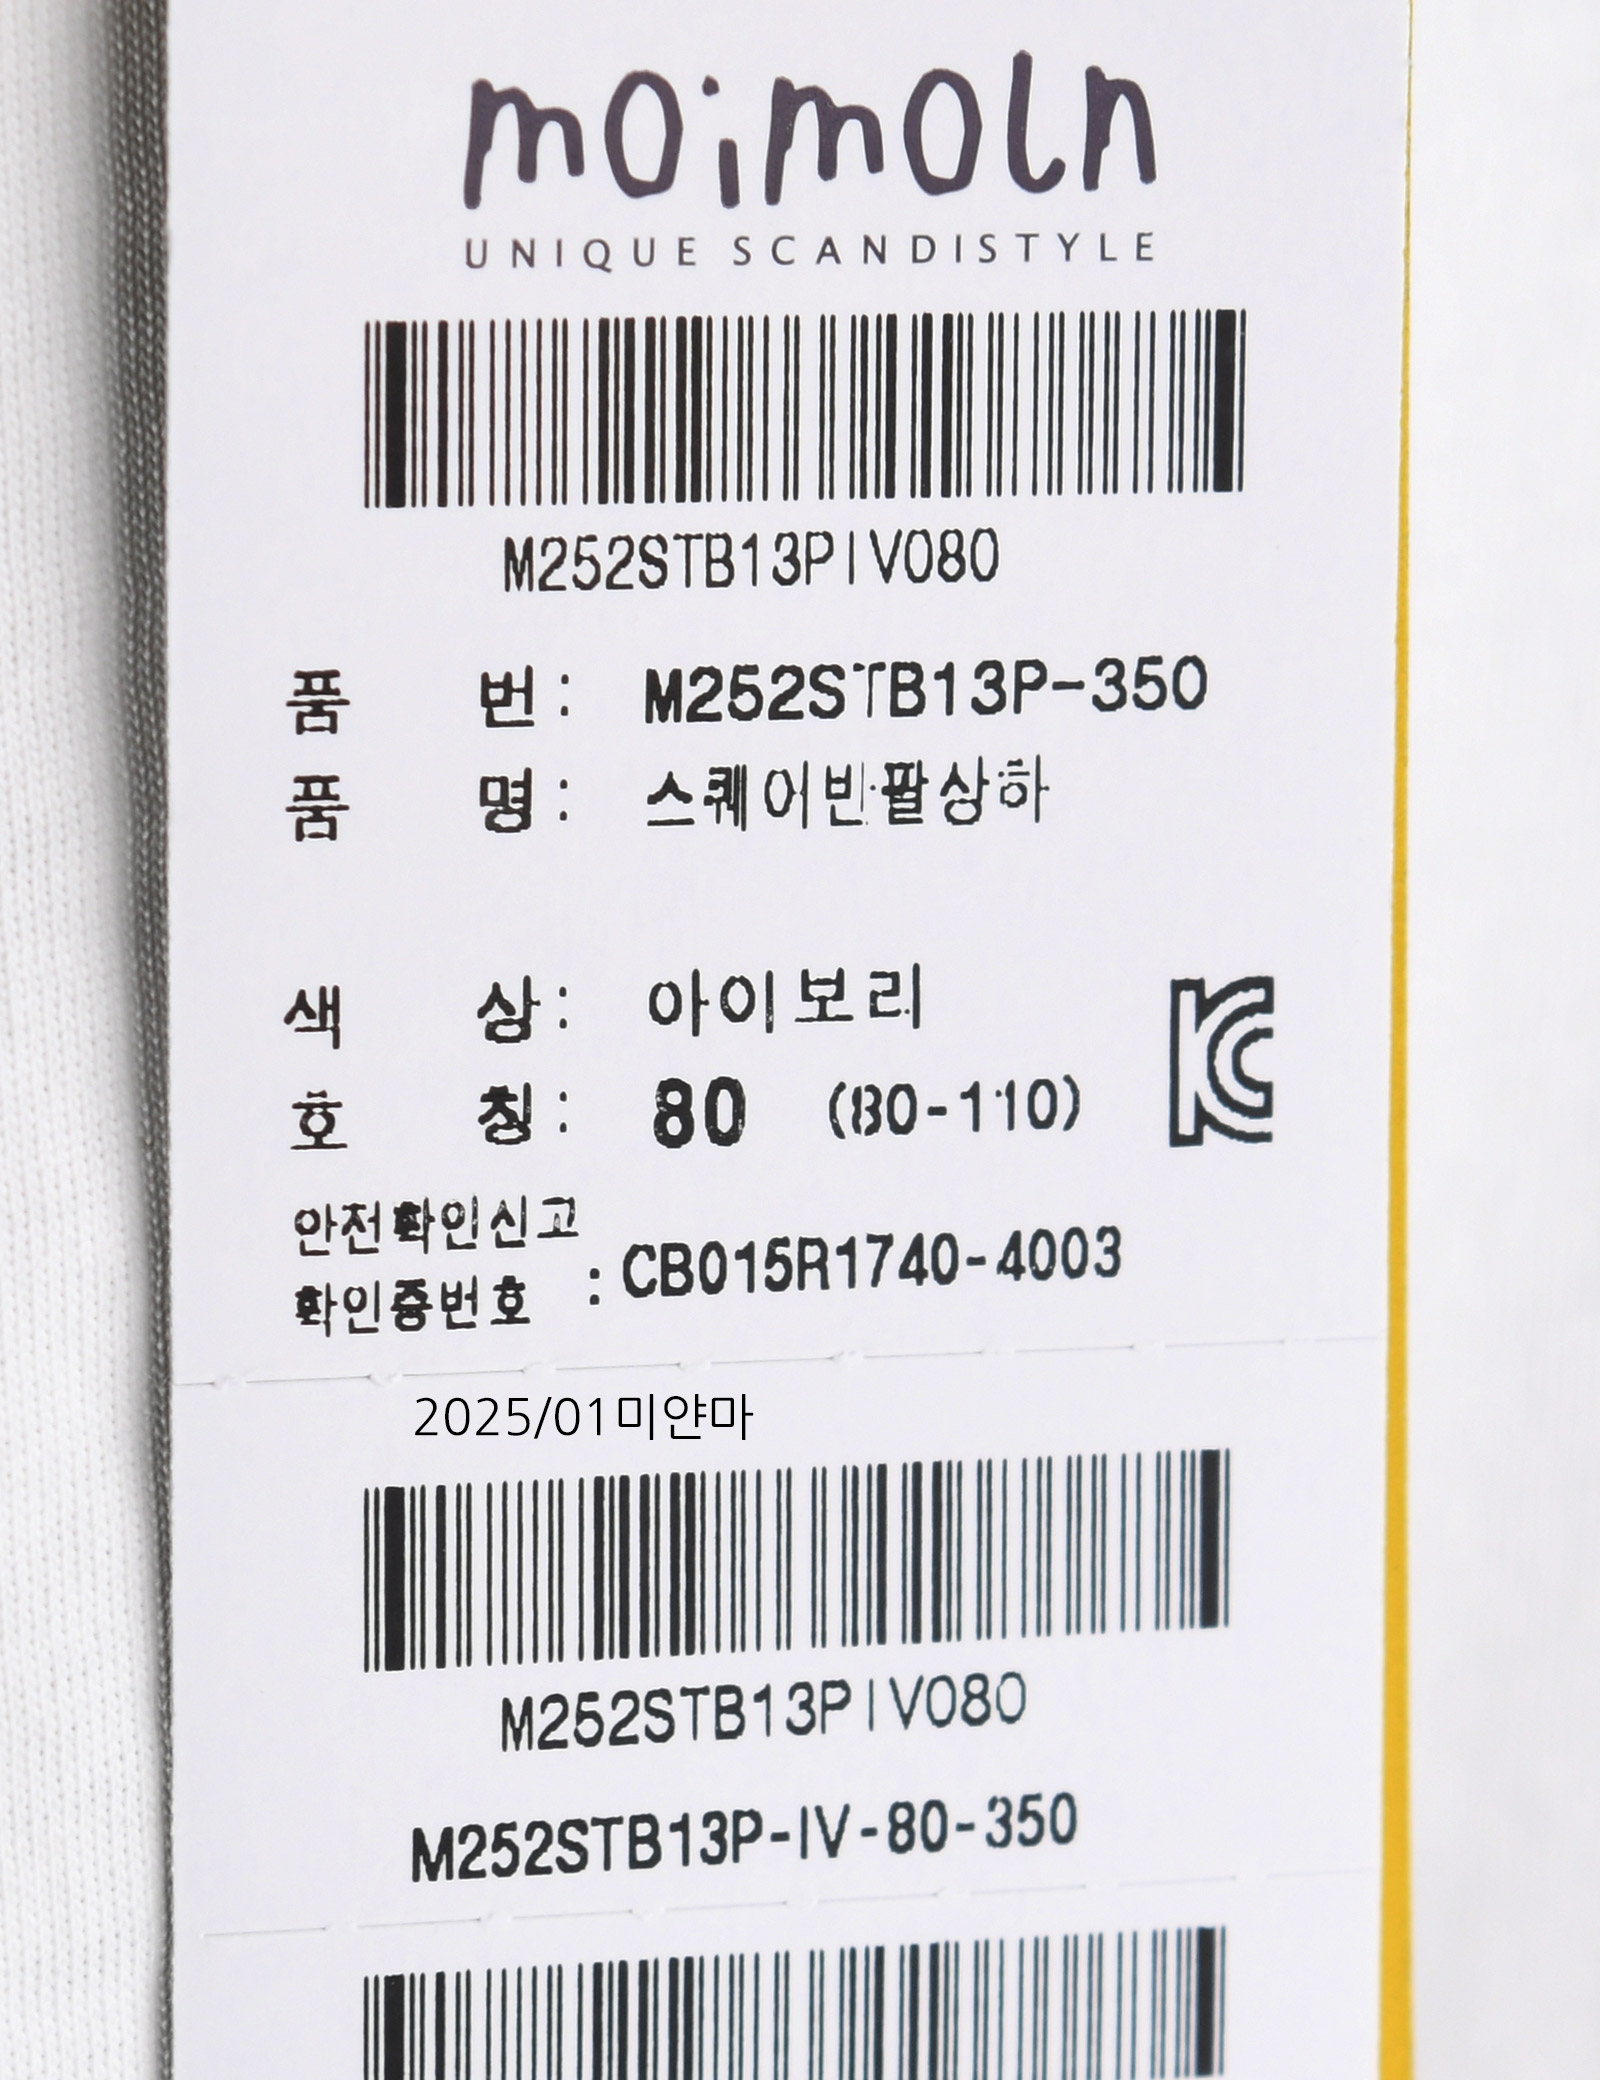 moimoln
UNIQUE SCANDISTYLE
M252STB13PIV080
품 번 : M252STB13P-350
품 명 : 스퀘어반팔상하
색 상 : 아이보리
호 칭 : 80 (80-110)
안전확인신고
확인증번호 : CB015R1740-4003
2025/01미얀마
M252STB13PIV080
M252STB13P-IV-80-350